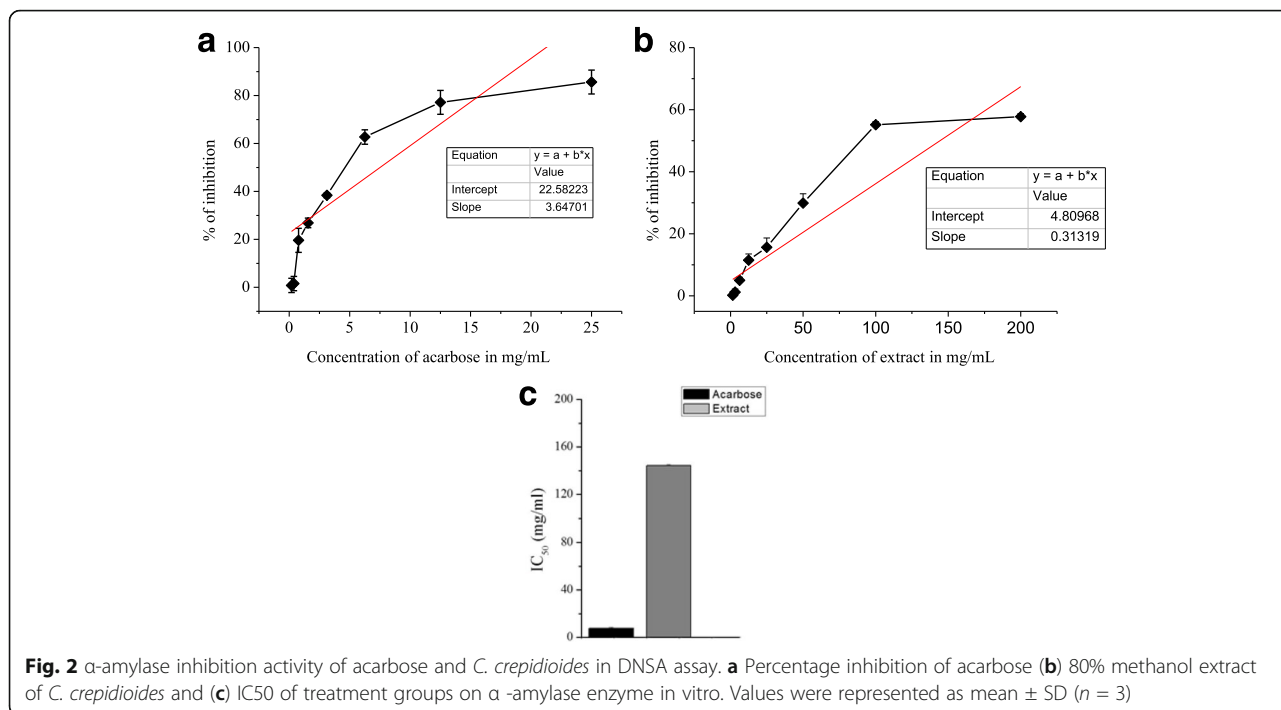 a
100
80
60
40
20
0
% of inhibition
Equation y = a + b*x
Value
Intercept 22.58223
Slope 3.64701
0 5 10 15 20 25
Concentration of acarbose in mg/mL
b
80
60
40
20
0
% of inhibition
Equation y = a + b*x
Value
Intercept 4.80968
Slope 0.31319
0 50 100 150 200
Concentration of extract in mg/mL
c
Acarbose
Extract
200
160
120
80
40
0
IC50 (mg/ml)
Fig. 2 α-amylase inhibition activity of acarbose and C. crepidioides in DNSA assay. a Percentage inhibition of acarbose (b) 80% methanol extract
of C. crepidioides and (c) IC50 of treatment groups on α -amylase enzyme in vitro. Values were represented as mean ± SD (n = 3)